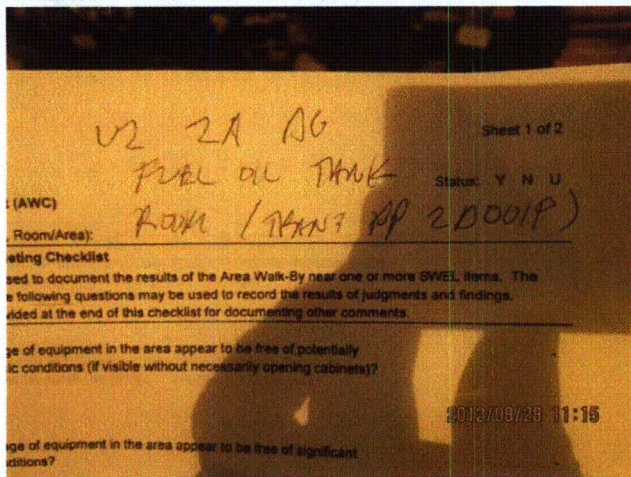 U2 2A DG
Sheet 1 of 2
FUEL OIL TANK
Status: Y N U
(AWC)
ROOM / TRANS PP 2DO01P)
, Room/Area):
eting Checklist
sed to document the results of the Area Walk-By near one or more SWEL items. The
e following questions may be used to record the results of judgments and findings.
vided at the end of this checklist for documenting other comments.
ge of equipment in the area appear to be free of potentially
ic conditions (if visible without necessarily opening cabinets)?
2012/08/28 11:15
age of equipment in the area appear to be free of significant
ditions?